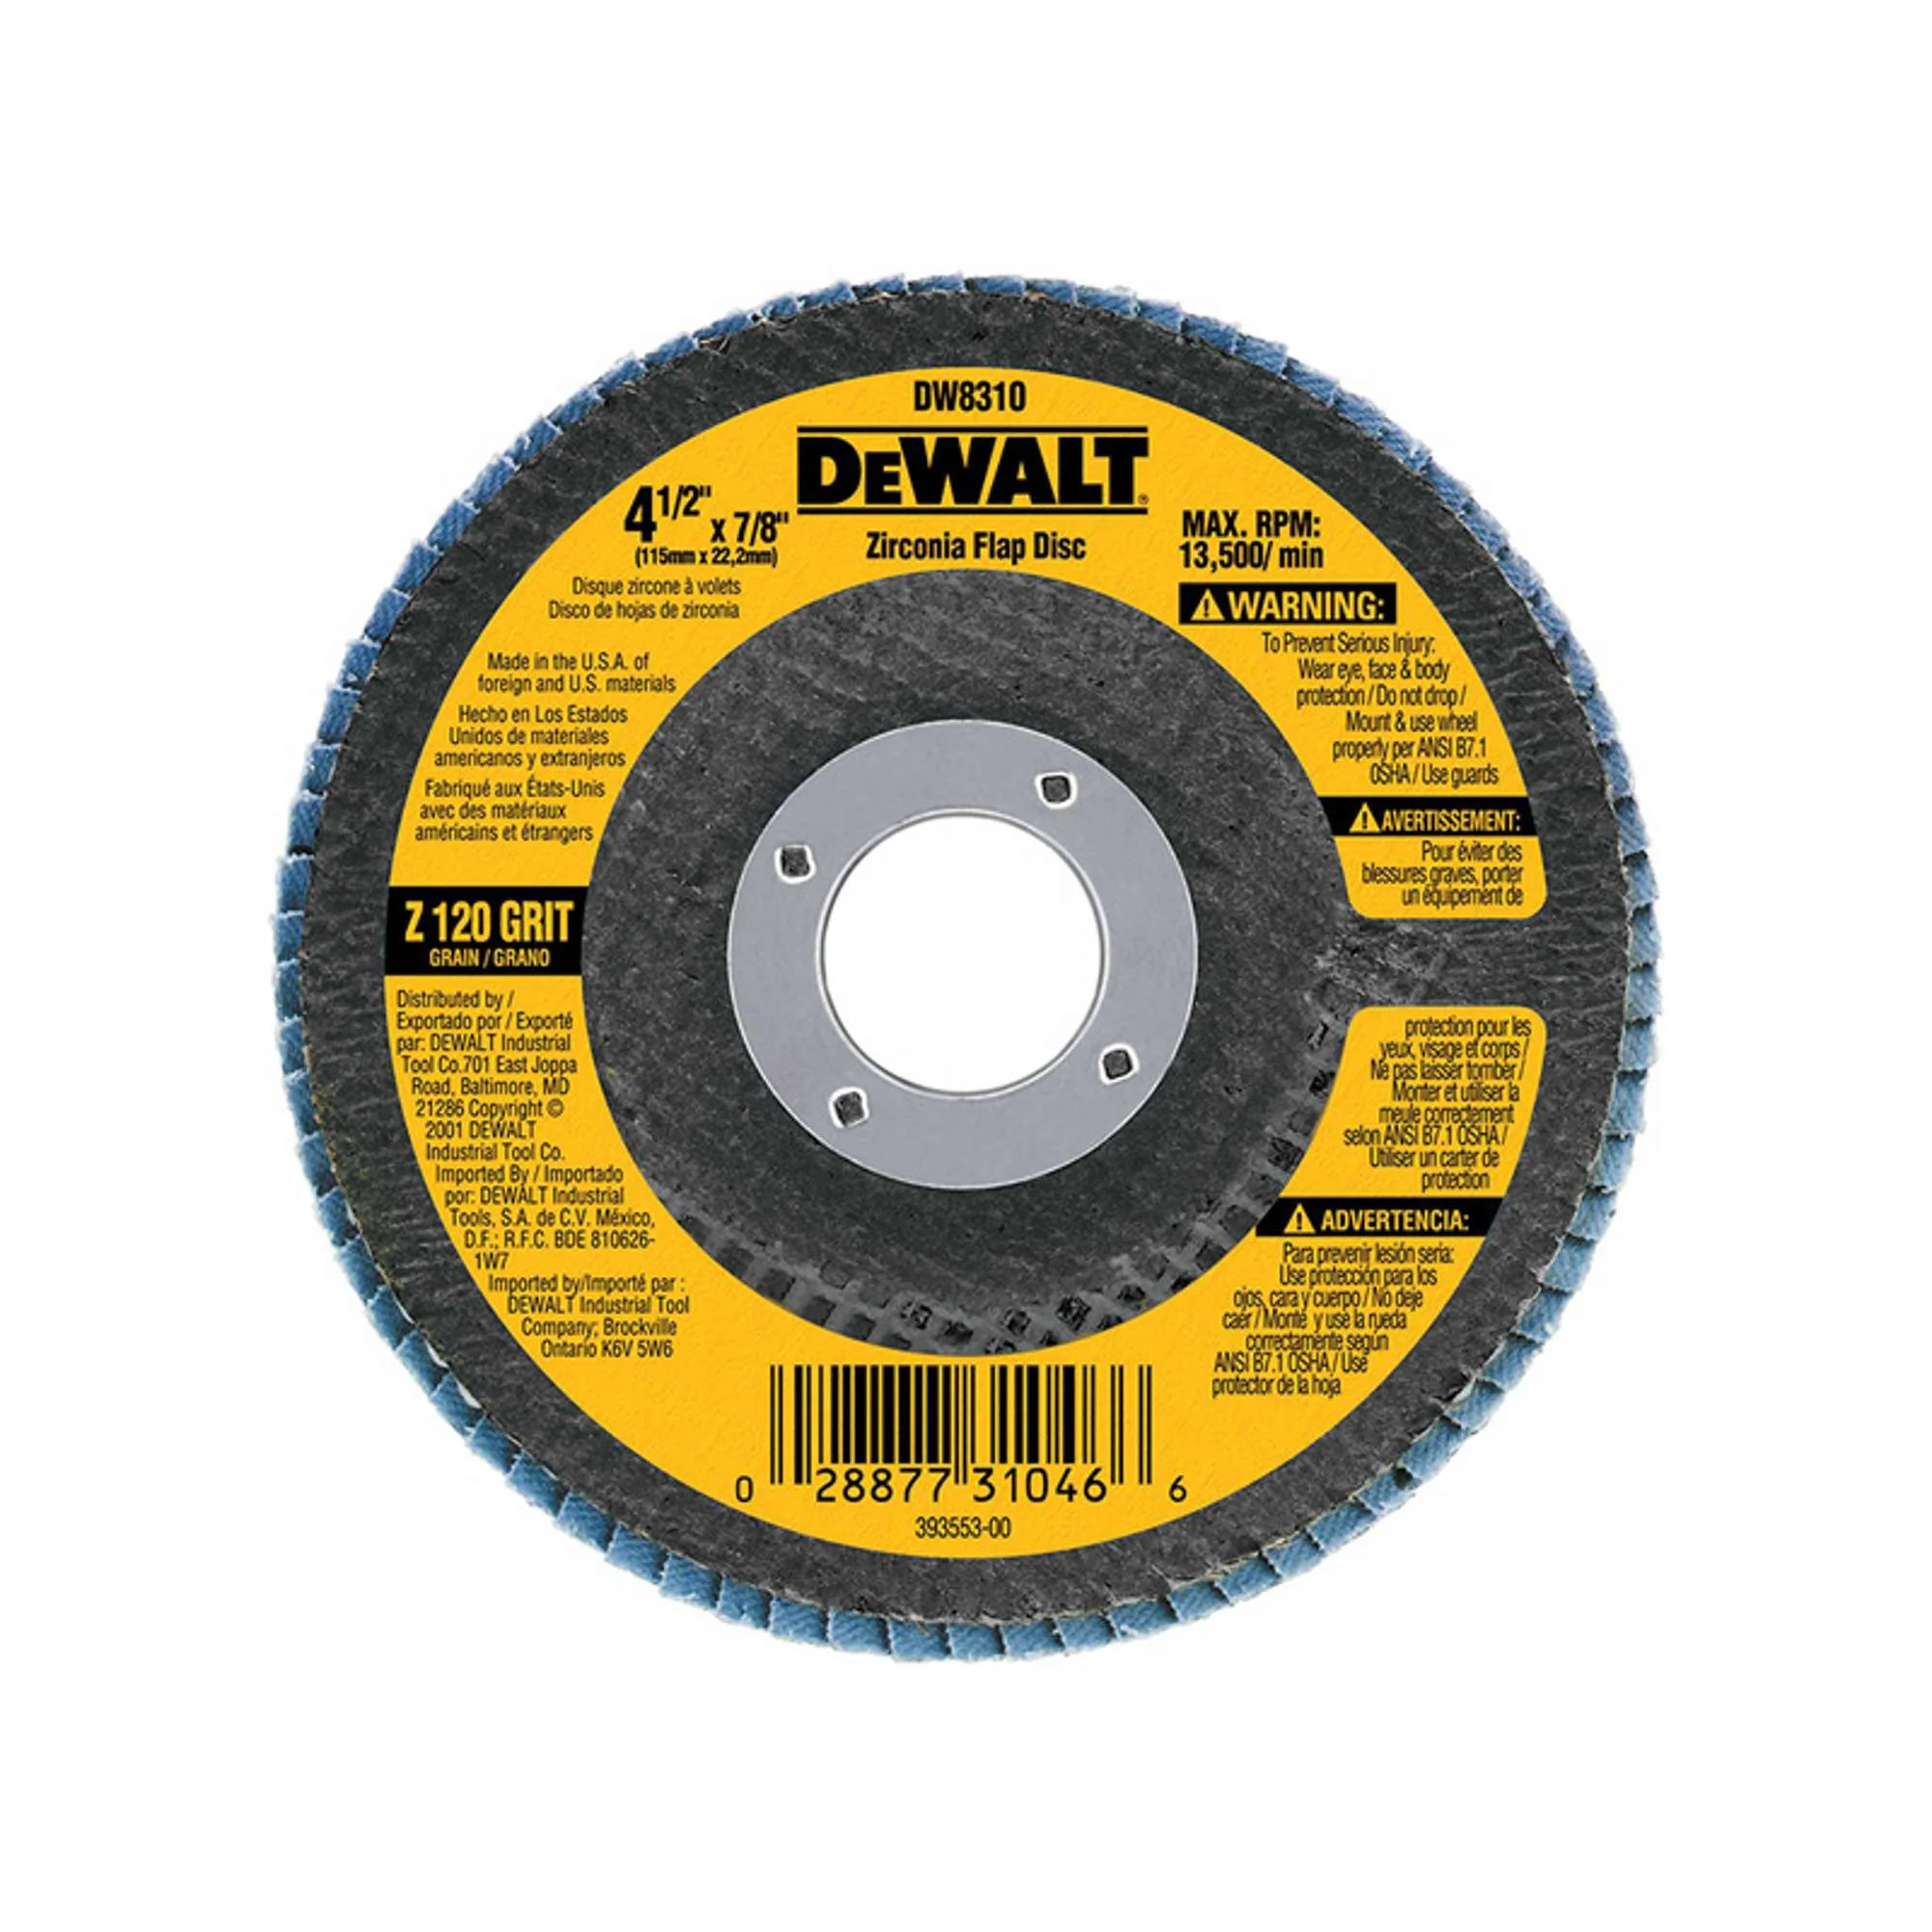 DW8310
DEWALT®
Zirconia Flap Disc
4 1/2" x 7/8"
(115mm x 22,2mm)
Disque zircone à volets
Disco de hojas de zirconia
Made in the U.S.A. of
foreign and U.S. materials
Hecho en Los Estados
Unidos de materiales
americanos y extranjeros
Fabriqué aux États-Unis
avec des matériaux
américains et étrangers
Z 120 GRIT
GRAIN / GRANO
Distributed by /
Exportado por / Exporté
par: DEWALT Industrial
Tool Co.701 East Joppa
Road, Baltimore, MD
21286 Copyright ©
2001 DEWALT
Industrial Tool Co.
Imported By / Importado
por: DEWALT Industrial
Tools, S.A. de C.V. México,
D.F.; R.F.C. BDE 810626-
1W7
Imported by/Importé par :
DEWALT Industrial Tool
Company; Brockville
Ontario K6V 5W6
MAX. RPM:
13,500/ min
WARNING:
To Prevent Serious Injury:
Wear eye, face & body
protection / Do not drop /
Mount & use wheel
properly per ANSI B7.1
OSHA / Use guards
AVERTISSEMENT:
Pour éviter des
blessures graves, porter
un équipement de
protection pour les
yeux, visage et corps /
Ne pas laisser tomber /
Monter et utiliser la
meule correctement
selon ANSI B7.1 OSHA /
Utiliser un carter de
protection
ADVERTENCIA:
Para prevenir lesión seria:
Use protección para los
ojos, cara y cuerpo / No deje
caer / Monte y use la rueda
correctamente según
ANSI B7.1 OSHA / Use
protector de la hoja
0 28877 31046 6
393553-00